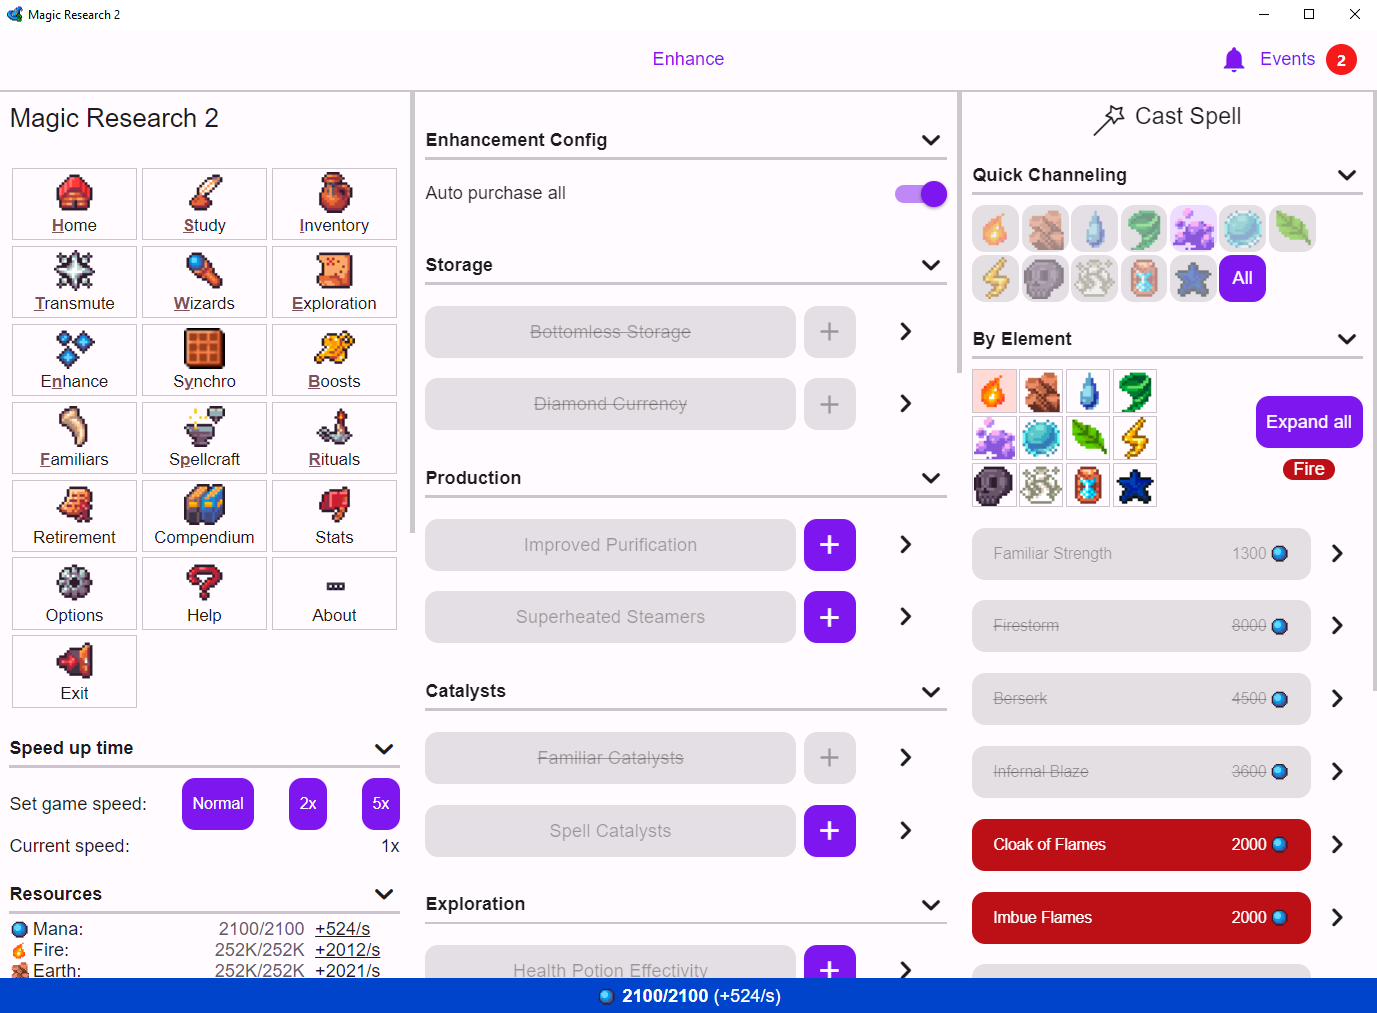 Magic Research 2
Enhance
Events 2
Magic Research 2
Home
Study
Inventory
Transmute
Wizards
Exploration
Enhance
Synchro
Boosts
Familiars
Spellcraft
Rituals
Retirement
Compendium
Stats
Options
Help
About
Exit
Speed up time
Set game speed: Normal 2x 5x
Current speed: 1x
Resources
Mana: 2100/2100 +524/s
Fire: 252K/252K +2012/s
Earth: 252K/252K +2021/s
Enhancement Config
Auto purchase all
Storage
Bottomless Storage
Diamond Currency
Production
Improved Purification
Superheated Steamers
Catalysts
Familiar Catalysts
Spell Catalysts
Exploration
Health Potion Effectivity
Cast Spell
Quick Channeling
All
By Element
Expand all
Fire
Familiar Strength 1300
Firestorm 8000
Berserk 4500
Infernal Blaze 3600
Cloak of Flames 2000
Imbue Flames 2000
2100/2100 (+524/s)